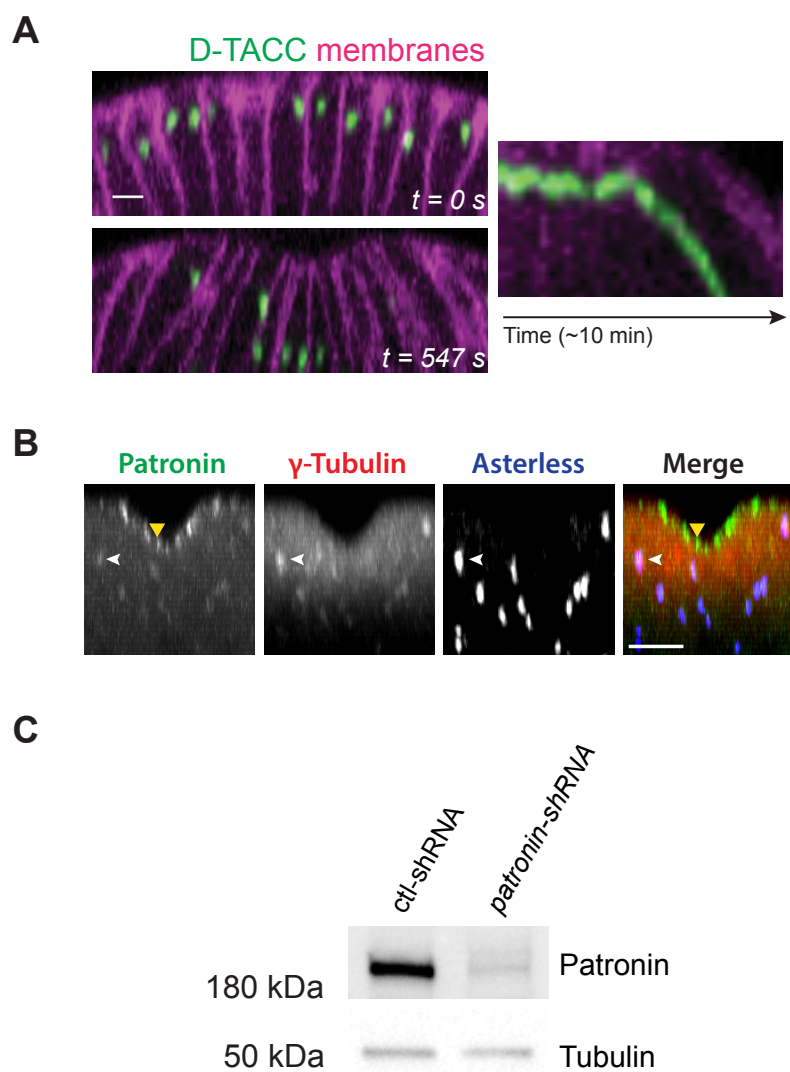 A
D-TACC membranes
t = 0 s
t = 547 s
Time (~10 min)
B
Patronin
γ-Tubulin
Asterless
Merge
C
ctl-shRNA
patronin-shRNA
180 kDa
Patronin
50 kDa
Tubulin